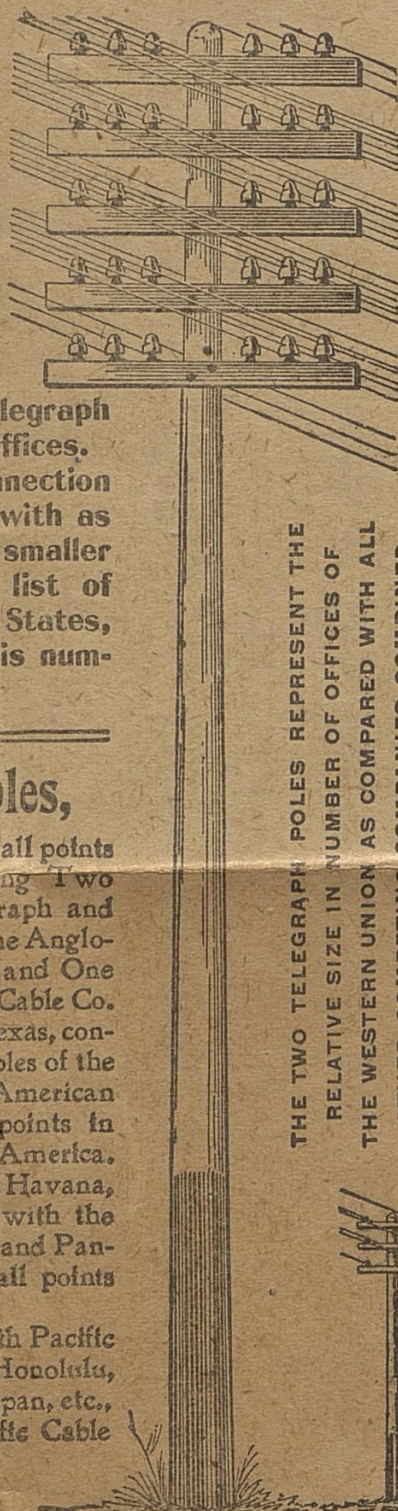 legraph
ffices.
nnection
with as
smaller
list of
States,
is num-
oles,
all points
ng Two
raph and
he Anglo-
and One
Cable Co.
exas, con-
bles of the
American
points in
America.
Havana,
with the
and Pan-
all points
th Pacific
Honolulu,
pan, etc.,
fic Cable
THE TWO TELEGRAPH POLES REPRESENT THE
RELATIVE SIZE IN NUMBER OF OFFICES OF
THE WESTERN UNION AS COMPARED WITH ALL